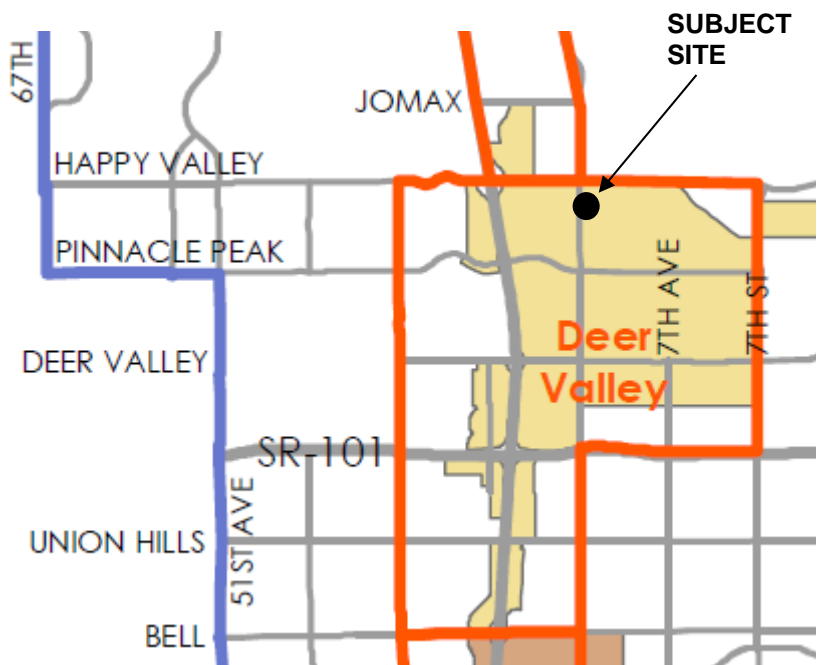 SUBJECT
SITE
67TH
JOMAX
HAPPY VALLEY
PINNACLE PEAK
7TH AVE
7TH ST
DEER VALLEY
Deer
Valley
SR-101
51ST AVE
UNION HILLS
BELL